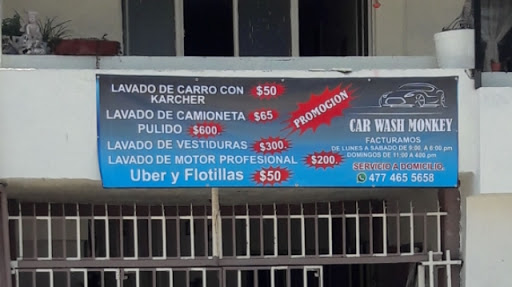 LAVADO DE CARRO CON $50
KARCHER
LAVADO DE CAMIONETA $65
PULIDO $600
LAVADO DE VESTIDURAS $300
LAVADO DE MOTOR PROFESIONAL $200
Uber y Flotillas $50
PROMOCION
CAR WASH MONKEY
FACTURAMOS
DE LUNES A SABADO DE 9:00, A 6:00 pm
DOMINGOS DE 11:00 A 4:00 pm
SERVICIO A DOMICILIO.
477 465 5658